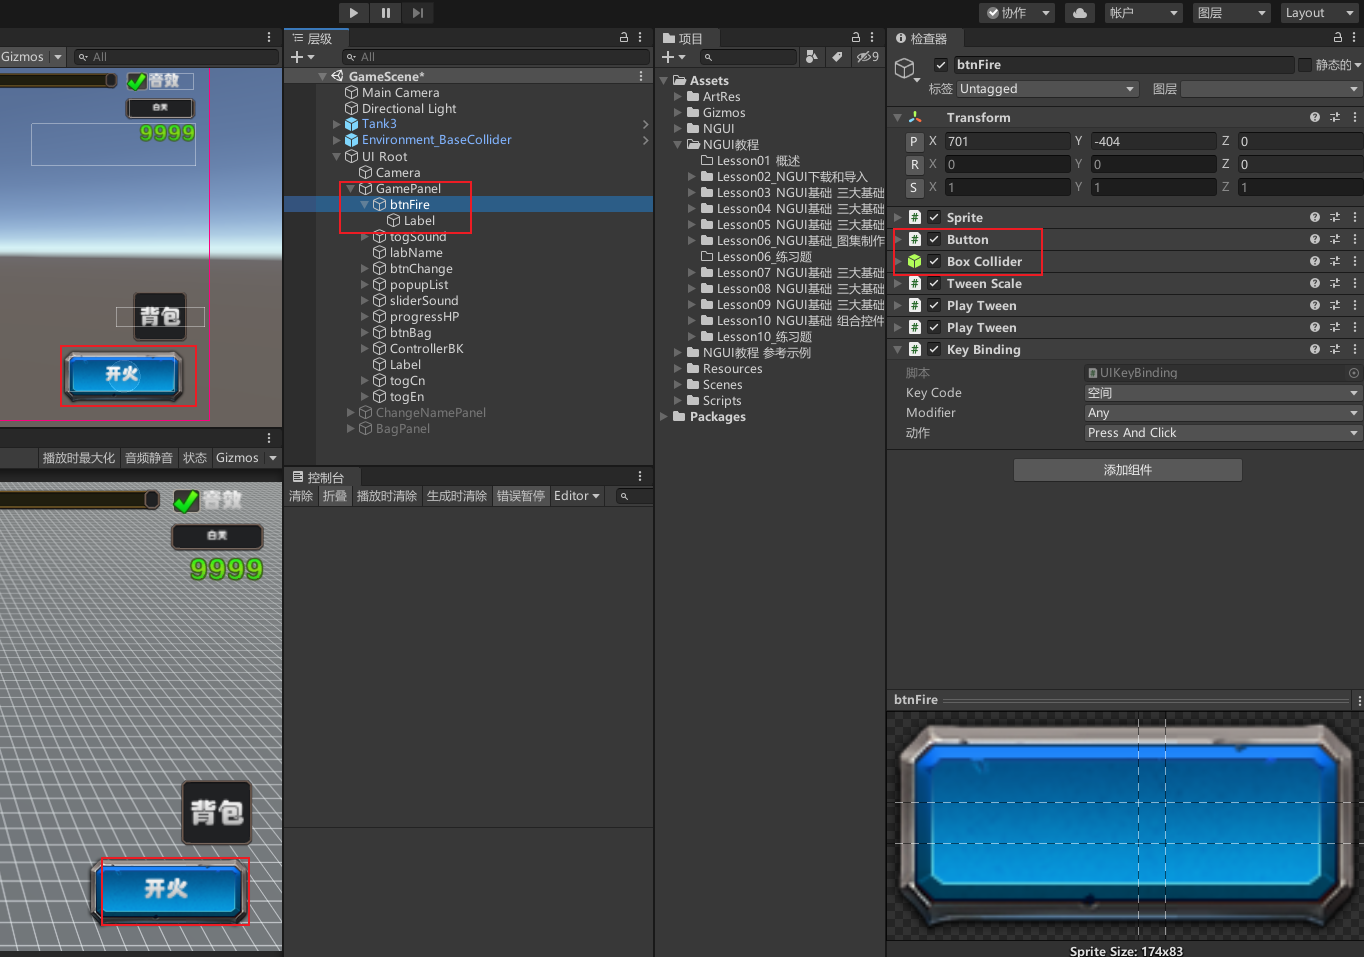 协作
帐户
图层
Layout
Gizmos
All
音效
白天
9999
背包
开火
播放时最大化
音频静音
状态
Gizmos
音效
白天
9999
背包
开火
层级
All
GameScene*
Main Camera
Directional Light
Tank3
Environment_BaseCollider
UI Root
Camera
GamePanel
btnFire
Label
togSound
labName
btnChange
popupList
sliderSound
progressHP
btnBag
ControllerBK
Label
togCn
togEn
ChangeNamePanel
BagPanel
控制台
清除
折叠
播放时清除
生成时清除
错误暂停
Editor
项目
9
Assets
ArtRes
Gizmos
NGUI
NGUI教程
Lesson01 概述
Lesson02_NGUI下载和导入
Lesson03 NGUI基础 三大基础
Lesson04 NGUI基础 三大基础
Lesson05 NGUI基础 三大基础
Lesson06_NGUI基础_图集制作
Lesson06_练习题
Lesson07 NGUI基础 三大基础
Lesson08 NGUI基础 三大基础
Lesson09 NGUI基础 三大基础
Lesson10 NGUI基础 组合控件
Lesson10_练习题
NGUI教程 参考示例
Resources
Scenes
Scripts
Packages
检查器
btnFire
静态的
标签 Untagged
图层
Transform
P X 701 Y -404 Z 0
R X 0 Y 0 Z 0
S X 1 Y 1 Z 1
Sprite
Button
Box Collider
Tween Scale
Play Tween
Play Tween
Key Binding
脚本 UIKeyBinding
Key Code 空间
Modifier Any
动作 Press And Click
添加组件
btnFire
Sprite Size: 174x83